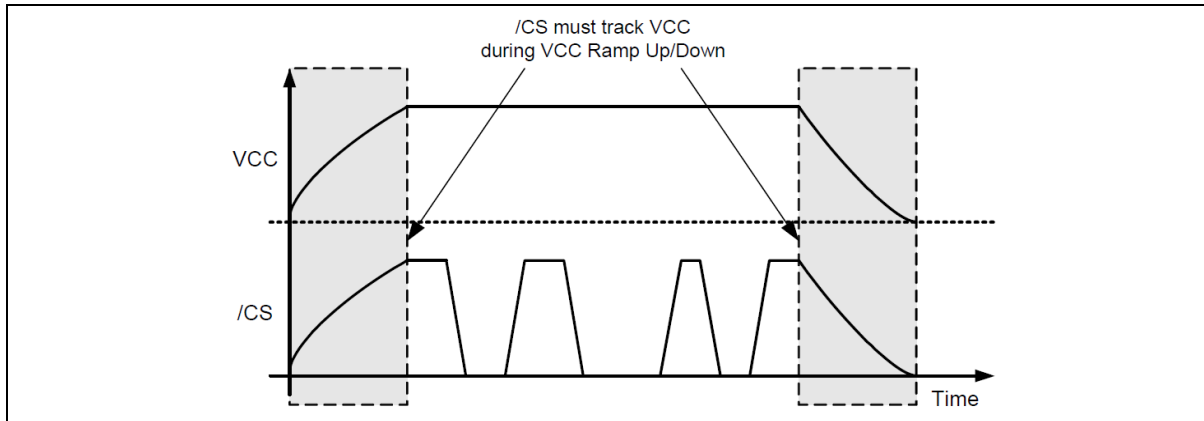 /CS must track VCC
during VCC Ramp Up/Down
VCC
/CS
Time